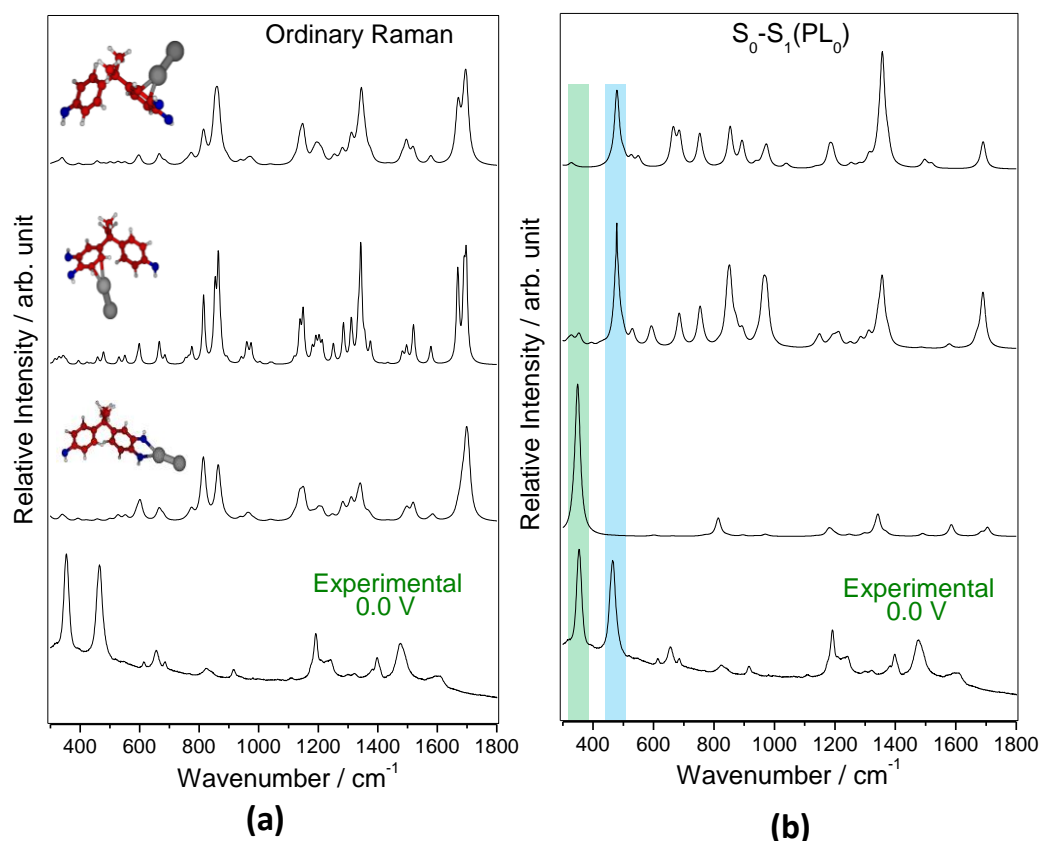 Ordinary Raman
Relative Intensity / arb. unit
Experimental
0.0 V
400 600 800 1000 1200 1400 1600 1800
Wavenumber / cm⁻¹
(a)
S₀-S₁(PL₀)
Relative Intensity / arb. unit
Experimental
0.0 V
400 600 800 1000 1200 1400 1600 1800
Wavenumber / cm⁻¹
(b)